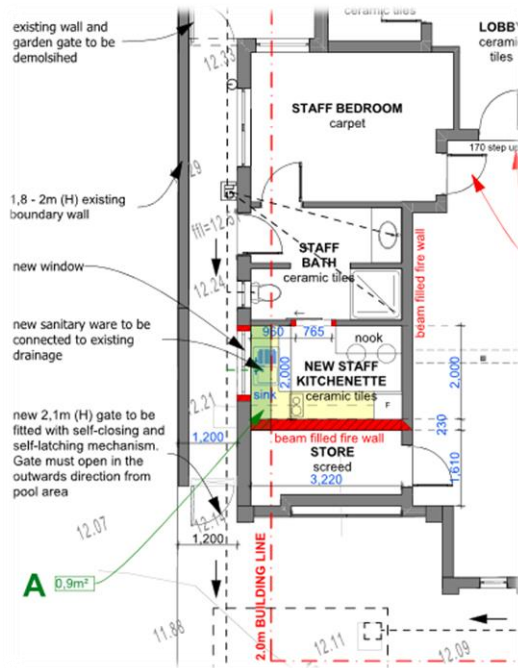 existing wall and
garden gate to be
demolsihed
12.33
ceramic
tiles
LOBBY
ceramic
tiles
STAFF BEDROOM
carpet
170 step up
29
1,8 - 2m (H) existing
boundary wall
ffl=12.61
STAFF
BATH
ceramic tiles
12.24
new window
beam filled fire wall
960
765
nook
new sanitary ware to be
connected to existing
drainage
2,000
NEW STAFF
KITCHENETTE
ceramic tiles
2,000
sink
F
12.21
new 2,1m (H) gate to be
fitted with self-closing and
self-latching mechanism.
Gate must open in the
outwards direction from
pool area
1,200
beam filled fire wall
230
STORE
screed
3,220
1,610
12.07
12.14
1,200
A
0,9m²
2.0m BUILDING LINE
11.88
12.11
12.09